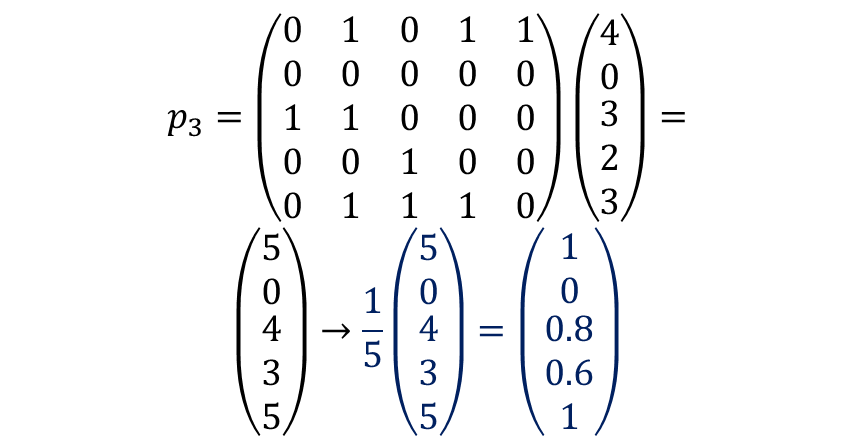 p₃ = ( 0 1 0 1 1 ) ( 4 ) =
0 0 0 0 0 0
1 1 0 0 0 3
0 0 1 0 0 2
0 1 1 1 0 3
( 5 ) → 1/5 ( 5 ) = ( 1 )
0 0 0
4 4 0.8
3 3 0.6
5 5 1